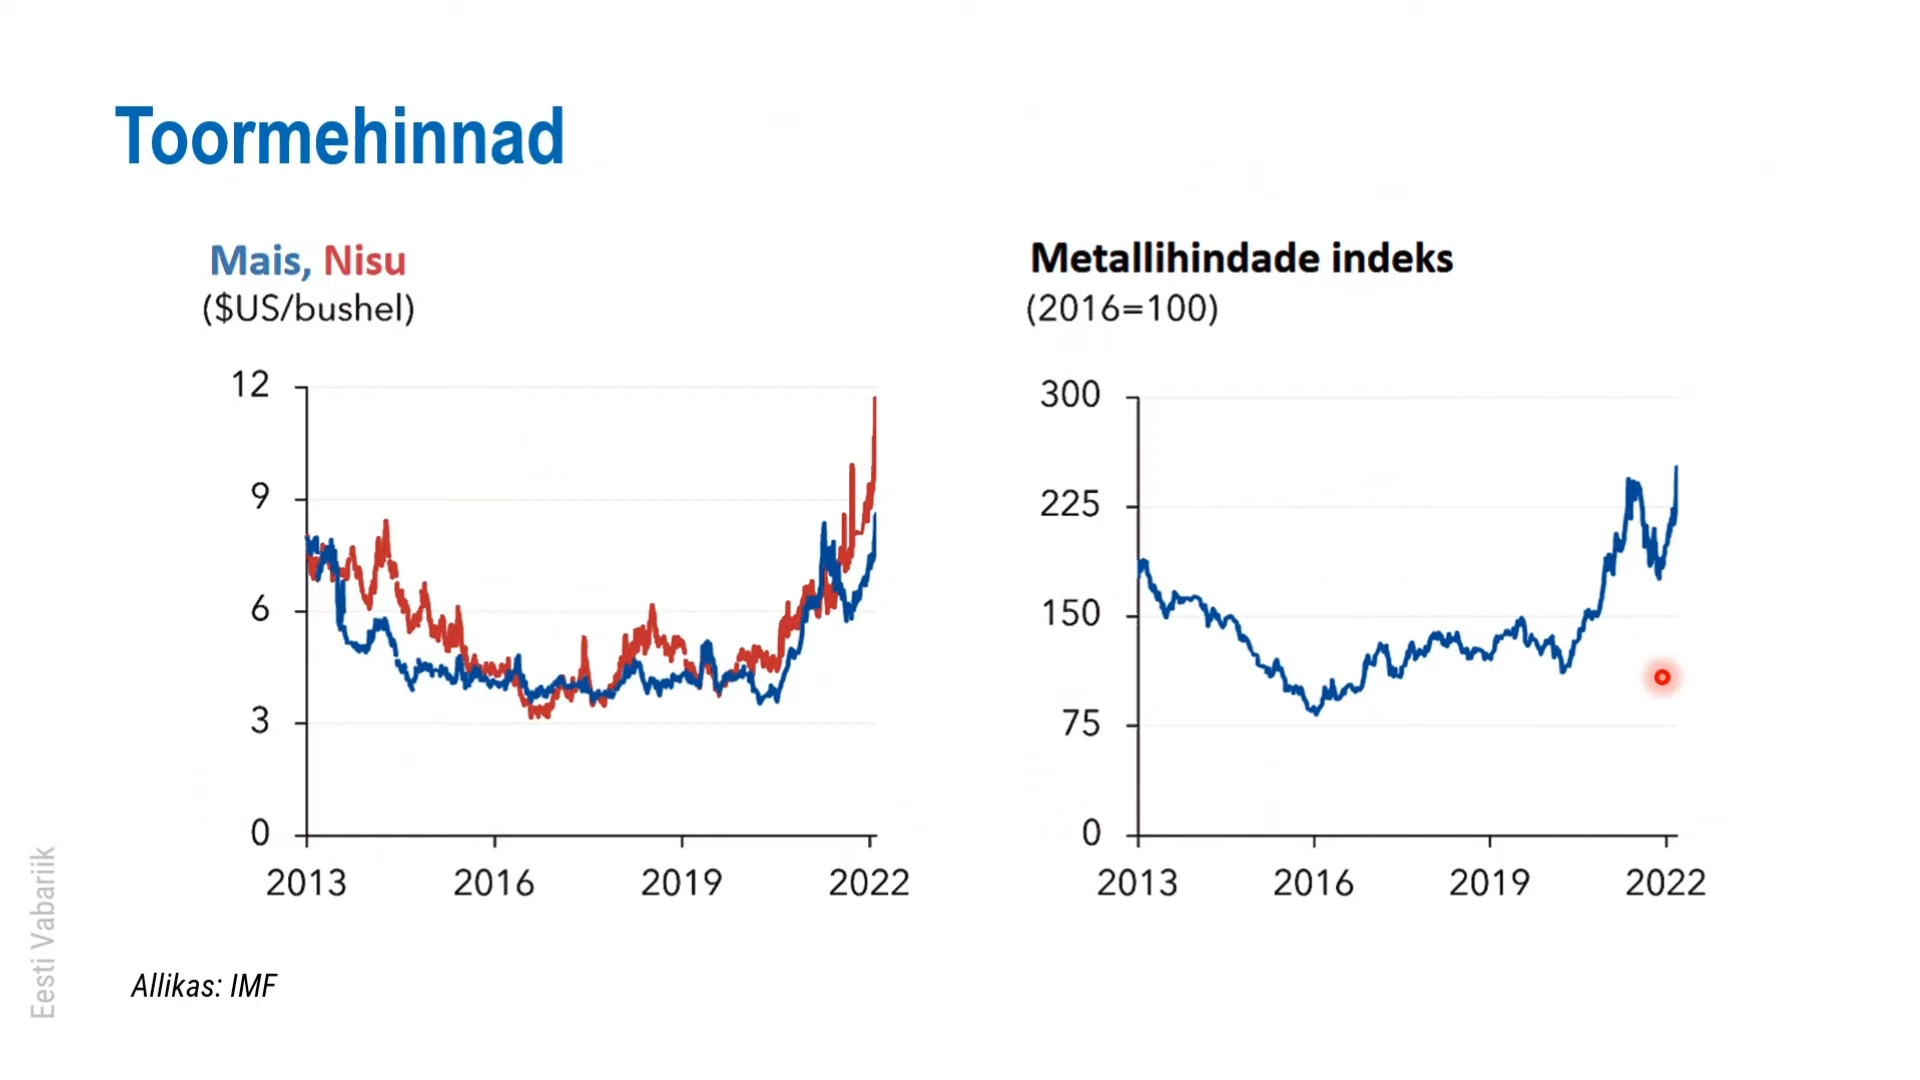 Toormehinnad
Mais, Nisu
($US/bushel)
12
9
6
3
0
2013 2016 2019 2022
Metallihindade indeks
(2016=100)
300
225
150
75
0
2013 2016 2019 2022
Allikas: IMF
Eesti Vabariik